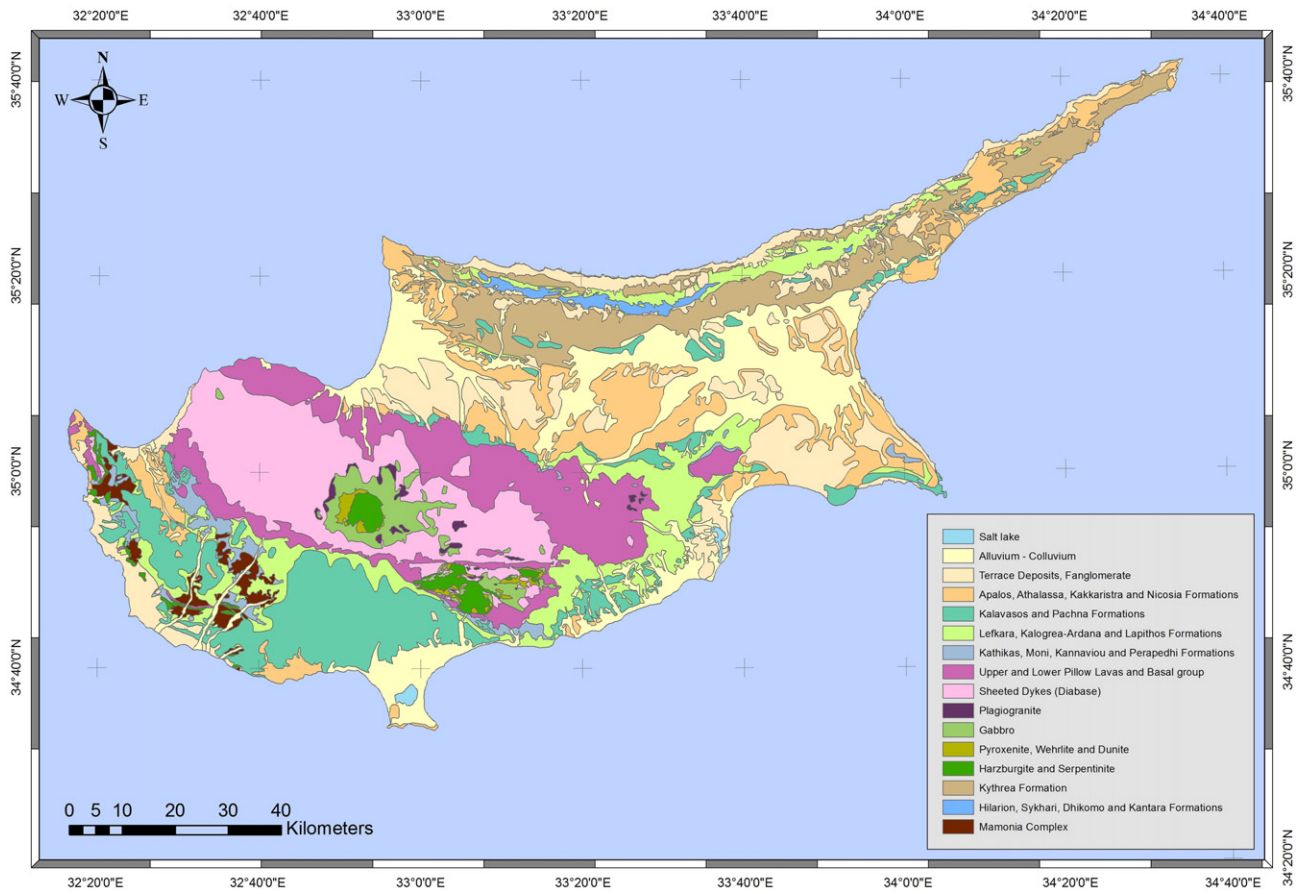 32°20'0"E 32°40'0"E 33°0'0"E 33°20'0"E 33°40'0"E 34°0'0"E 34°20'0"E 34°40'0"E
35°40'0"N 35°40'0"N
N
W E
S
35°20'0"N 35°20'0"N
35°0'0"N 35°0'0"N
Salt lake
Alluvium - Colluvium
Terrace Deposits, Fanglomerate
Apalos, Athalassa, Kakkaristra and Nicosia Formations
Kalavasos and Pachna Formations
Lefkara, Kalogrea-Ardana and Lapithos Formations
Kathikas, Moni, Kannaviou and Perapedhi Formations
Upper and Lower Pillow Lavas and Basal group
Sheeted Dykes (Diabase)
Plagiogranite
Gabbro
Pyroxenite, Wehrlite and Dunite
Harzburgite and Serpentinite
Kythrea Formation
Hilarion, Sykhari, Dhikomo and Kantara Formations
Mamonia Complex
34°40'0"N 34°40'0"N
0 5 10 20 30 40
Kilometers
34°20'0"N
32°20'0"E 32°40'0"E 33°0'0"E 33°20'0"E 33°40'0"E 34°0'0"E 34°20'0"E 34°40'0"E